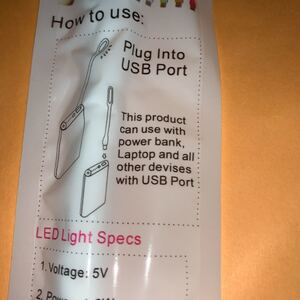 How to use:
Plug Into
USB Port
This product
can use with
power bank,
Laptop and all
other devises
with USB Port
LED Light Specs
1. Voltage: 5V
2.